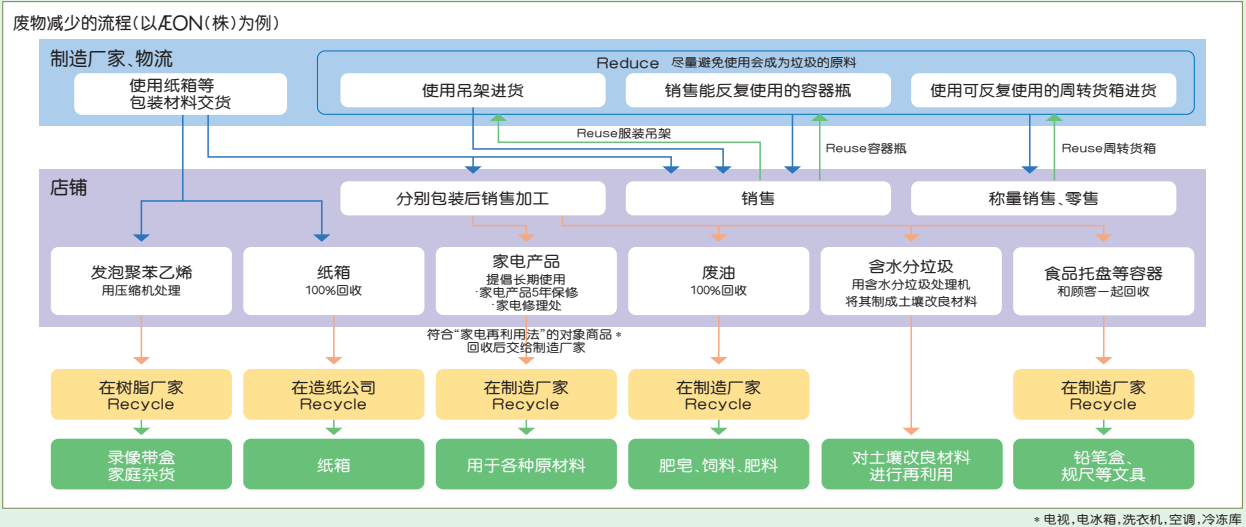 废物减少的流程(以ÆON(株)为例)
制造厂家、物流
Reduce 尽量避免使用会成为垃圾的原料
使用纸箱等
包装材料交货
使用吊架进货
销售能反复使用的容器瓶
使用可反复使用的周转货箱进货
Reuse服装吊架
Reuse容器瓶
Reuse周转货箱
店铺
分别包装后销售加工
销售
称量销售、零售
发泡聚苯乙烯
用压缩机处理
纸箱
100%回收
家电产品
提倡长期使用
·家电产品5年保修
·家电修理处
废油
100%回收
含水分垃圾
用含水分垃圾处理机
将其制成土壤改良材料
食品托盘等容器
和顾客一起回收
符合“家电再利用法”的对象商品*
回收后交给制造厂家
在树脂厂家
Recycle
在造纸公司
Recycle
在制造厂家
Recycle
在制造厂家
Recycle
在制造厂家
Recycle
录像带盒
家庭杂货
纸箱
用于各种原材料
肥皂、饲料、肥料
对土壤改良材料
进行再利用
铅笔盒、
规尺等文具
*电视,电冰箱,洗衣机,空调,冷冻库